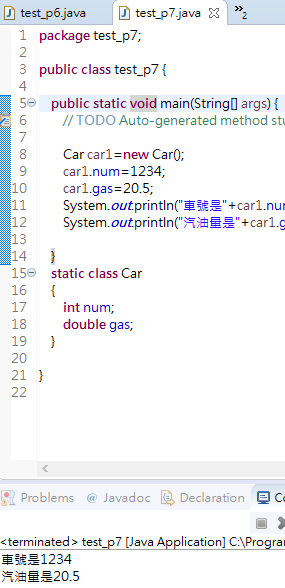 test_p6.java
test_p7.java
2
1 package test_p7;
2
3 public class test_p7 {
4
5 public static void main(String[] args) {
6 // TODO Auto-generated method stu
7
8 Car car1=new Car();
9 car1.num=1234;
10 car1.gas=20.5;
11 System.out.println("車號是"+car1.nun
12 System.out.println("汽油量是"+car1.g
13
14 }
15 static class Car
16 {
17 int num;
18 double gas;
19 }
20
21 }
22
Problems @ Javadoc Declaration Co
<terminated> test_p7 [Java Application] C:\Progran
車號是1234
汽油量是20.5